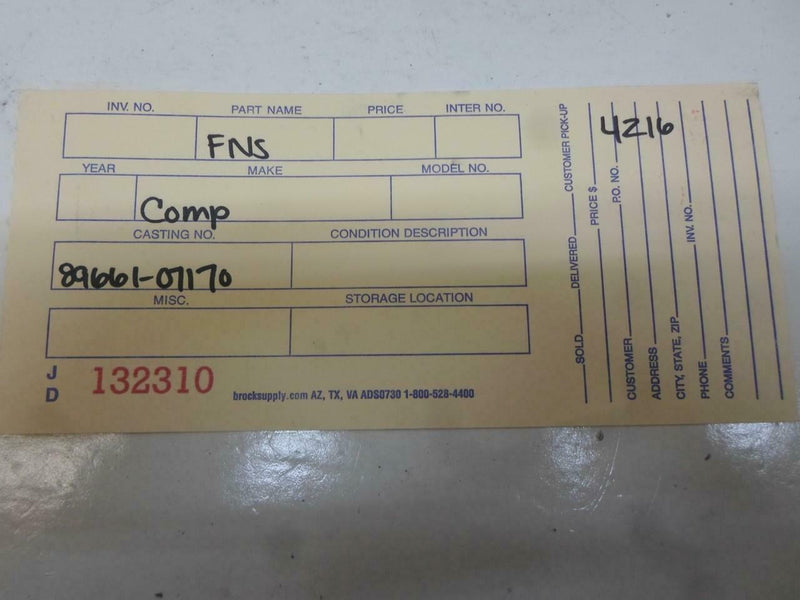 INV. NO. PART NAME PRICE INTER NO.
FNS
YEAR MAKE MODEL NO.
Comp
CASTING NO. CONDITION DESCRIPTION
89661-07170
MISC. STORAGE LOCATION
J D 132310
brocksupply.com AZ, TX, VA ADS0730 1-800-528-4400
SOLD DELIVERED CUSTOMER PICK-UP
PRICE $
4216
CUSTOMER P.O. NO.
ADDRESS
CITY, STATE, ZIP
PHONE INV. NO.
COMMENTS